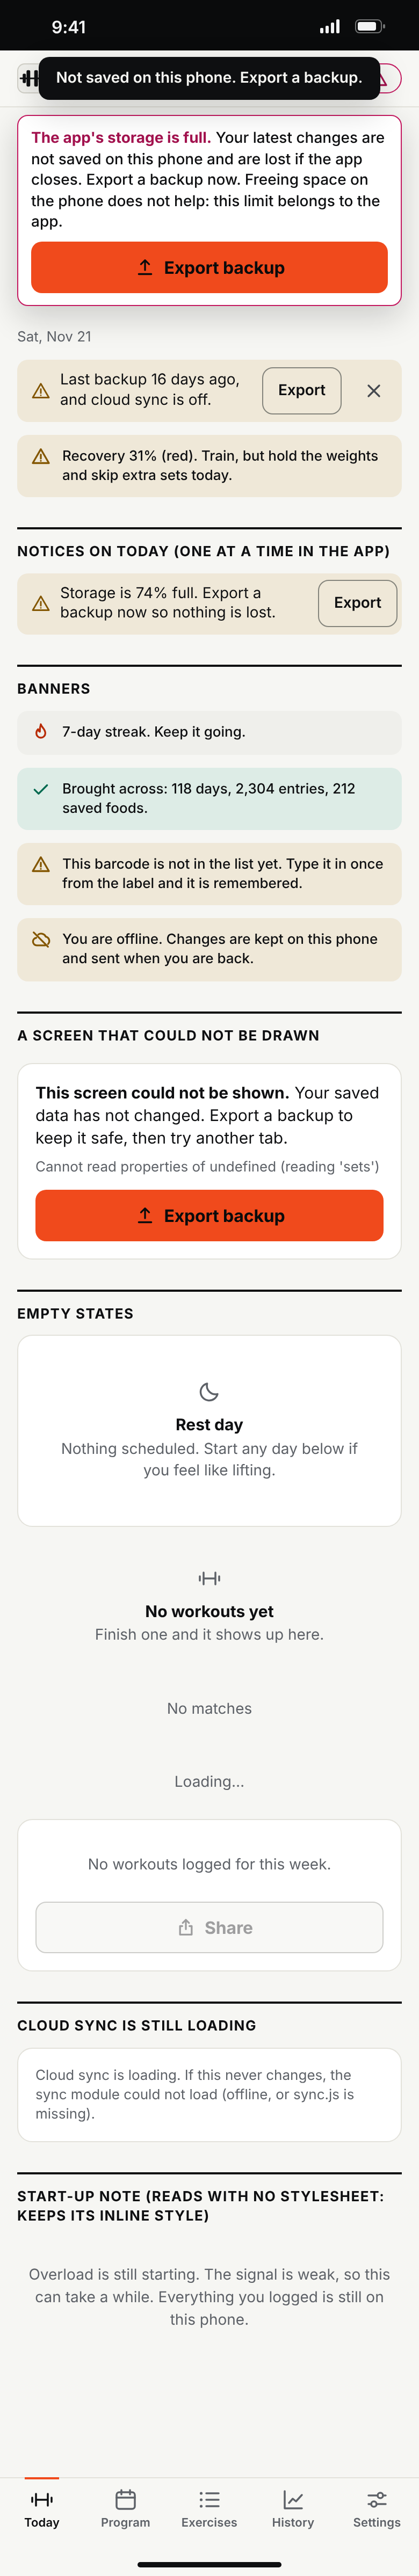 9:41
Not saved on this phone. Export a backup.
The app's storage is full. Your latest changes are
not saved on this phone and are lost if the app
closes. Export a backup now. Freeing space on
the phone does not help: this limit belongs to the
app.
Export backup
Sat, Nov 21
Last backup 16 days ago,
and cloud sync is off.
Export
Recovery 31% (red). Train, but hold the weights
and skip extra sets today.
NOTICES ON TODAY (ONE AT A TIME IN THE APP)
Storage is 74% full. Export a
backup now so nothing is lost.
Export
BANNERS
7-day streak. Keep it going.
Brought across: 118 days, 2,304 entries, 212
saved foods.
This barcode is not in the list yet. Type it in once
from the label and it is remembered.
You are offline. Changes are kept on this phone
and sent when you are back.
A SCREEN THAT COULD NOT BE DRAWN
This screen could not be shown. Your saved
data has not changed. Export a backup to
keep it safe, then try another tab.
Cannot read properties of undefined (reading 'sets')
Export backup
EMPTY STATES
Rest day
Nothing scheduled. Start any day below if
you feel like lifting.
No workouts yet
Finish one and it shows up here.
No matches
Loading...
No workouts logged for this week.
Share
CLOUD SYNC IS STILL LOADING
Cloud sync is loading. If this never changes, the
sync module could not load (offline, or sync.js is
missing).
START-UP NOTE (READS WITH NO STYLESHEET:
KEEPS ITS INLINE STYLE)
Overload is still starting. The signal is weak, so this
can take a while. Everything you logged is still on
this phone.
Today
Program
Exercises
History
Settings